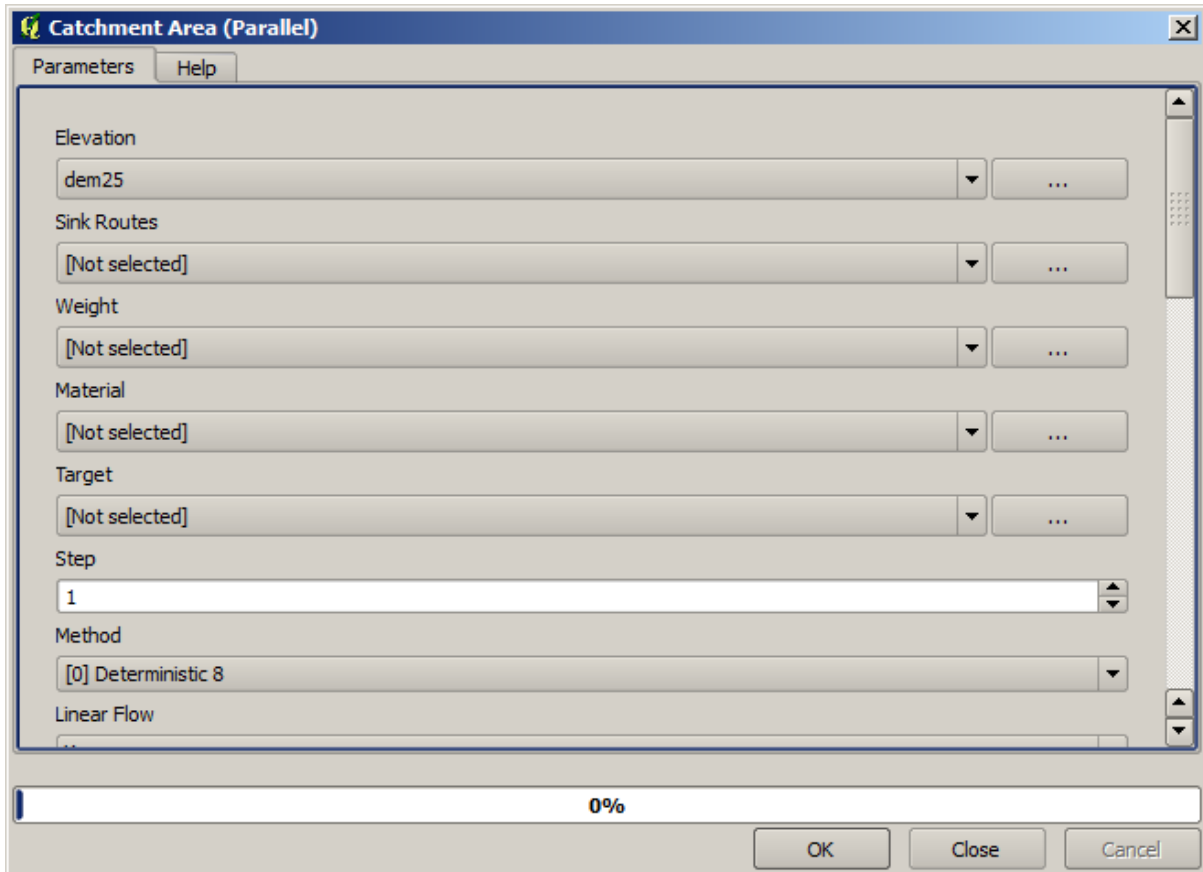 Catchment Area (Parallel)
Parameters Help
Elevation
dem25 ...
Sink Routes
[Not selected] ...
Weight
[Not selected] ...
Material
[Not selected] ...
Target
[Not selected] ...
Step
1
Method
[0] Deterministic 8
Linear Flow
0%
OK Close Cancel